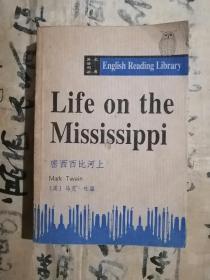 English Reading Library
Life on the
Mississippi
密西西比河上
Mark Twain
(美) 马克·吐温